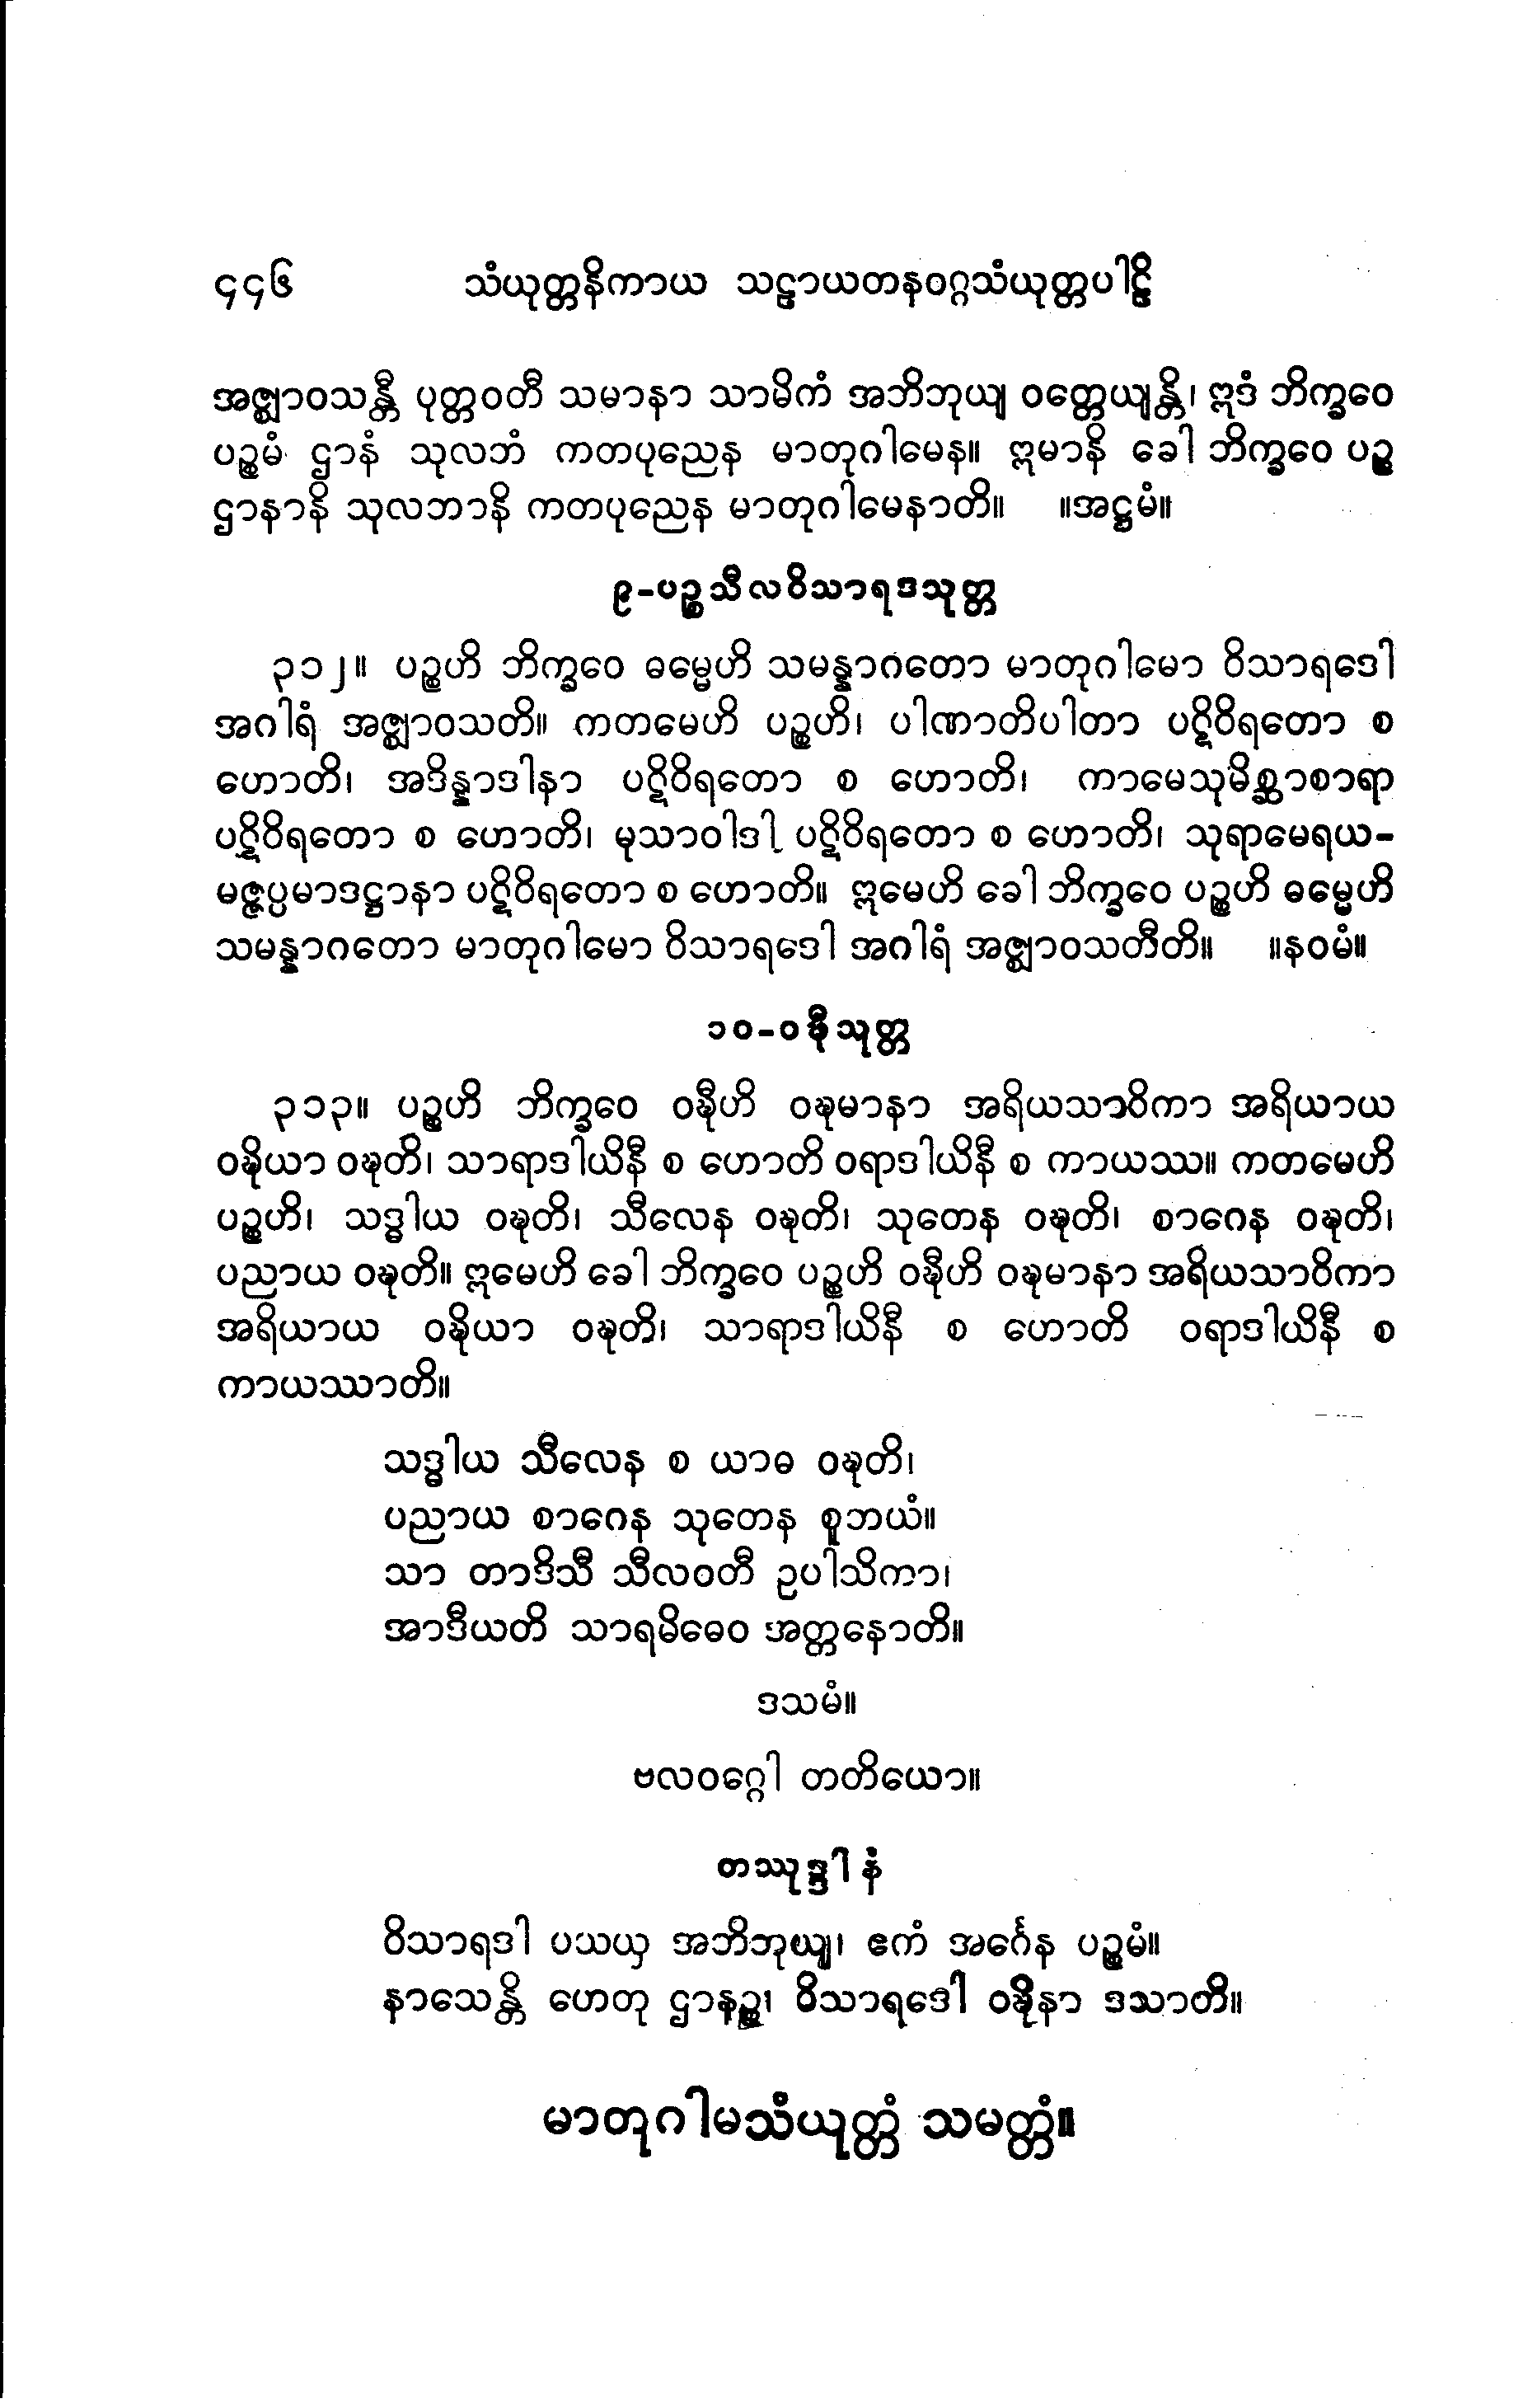 ၄၄၆ သံယုတ္တနိကာယ သဠာယတနဝဂ္ဂသံယုတ္တပါဠိ
အဇ္ဈာဝသန္တီ ပုတ္တဝတီ သမာနာ သာမိကံ အဘိဘုယျ ဝတ္တေယျန္တိ၊ ဣဒံ ဘိက္ခဝေ
ပဉ္စမံ ဌာနံ သုလဘံ ကတပုညေန မာတုဂါမေန။ ဣမာနိ ခေါ ဘိက္ခဝေ ပဉ္စ
ဌာနာနိ သုလဘာနိ ကတပုညေန မာတုဂါမေနာတိ။ ။အဋ္ဌမံ။
၉-ပဉ္စသီလဝိသာရဒသုတ္တ
၃၁၂။ ပဉ္စဟိ ဘိက္ခဝေ ဓမ္မေဟိ သမန္နာဂတော မာတုဂါမော ဝိသာရဒေါ
အဂါရံ အဇ္ဈာဝသတိ။ ကတမေဟိ ပဉ္စဟိ၊ ပါဏာတိပါတာ ပဋိဝိရတော စ
ဟောတိ၊ အဒိန္နာဒါနာ ပဋိဝိရတော စ ဟောတိ၊ ကာမေသုမိစ္ဆာစာရာ
ပဋိဝိရတော စ ဟောတိ၊ မုသာဝါဒါ ပဋိဝိရတော စ ဟောတိ၊ သုရာမေရယ-
မဇ္ဇပ္ပမာဒဋ္ဌာနာ ပဋိဝိရတော စ ဟောတိ။ ဣမေဟိ ခေါ ဘိက္ခဝေ ပဉ္စဟိ ဓမ္မေဟိ
သမန္နာဂတော မာတုဂါမော ဝိသာရဒေါ အဂါရံ အဇ္ဈာဝသတီတိ။ ။နဝမံ။
၁၀-ဝဍ္ဎီသုတ္တ
၃၁၃။ ပဉ္စဟိ ဘိက္ခဝေ ဝဍ္ဎီဟိ ဝဍ္ဎမာနာ အရိယသာဝိကာ အရိယာယ
ဝဍ္ဎိယာ ဝဍ္ဎတိ၊ သာရာဒါယိနီ စ ဟောတိ ဝရာဒါယိနီ စ ကာယဿ။ ကတမေဟိ
ပဉ္စဟိ၊ သဒ္ဓါယ ဝဍ္ဎတိ၊ သီလေန ဝဍ္ဎတိ၊ သုတေန ဝဍ္ဎတိ၊ စာဂေန ဝဍ္ဎတိ၊
ပညာယ ဝဍ္ဎတိ။ ဣမေဟိ ခေါ ဘိက္ခဝေ ပဉ္စဟိ ဝဍ္ဎီဟိ ဝဍ္ဎမာနာ အရိယသာဝိကာ
အရိယာယ ဝဍ္ဎိယာ ဝဍ္ဎတိ၊ သာရာဒါယိနီ စ ဟောတိ ဝရာဒါယိနီ စ
ကာယဿာတိ။
သဒ္ဓါယ သီလေန စ ယာဓ ဝဍ္ဎတိ၊
ပညာယ စာဂေန သုတေန စူဘယံ။
သာ တာဒိသီ သီလဝတီ ဥပါသိကာ၊
အာဒီယတိ သာရမိဓေဝ အတ္တနောတိ။
ဒသမံ။
ဗလဝဂ္ဂေါ တတိယော။
တဿုဒ္ဒါနံ
ဝိသာရဒါ ပသယှ အဘိဘုယျ၊ ဧကံ အင်္ဂေန ပဉ္စမံ။
နာသေန္တိ ဟေတု ဌာနဉ္စ၊ ဝိသာရဒေါ ဝဍ္ဎိနာ ဒသာတိ။
မာတုဂါမသံယုတ္တံ သမတ္တံ။